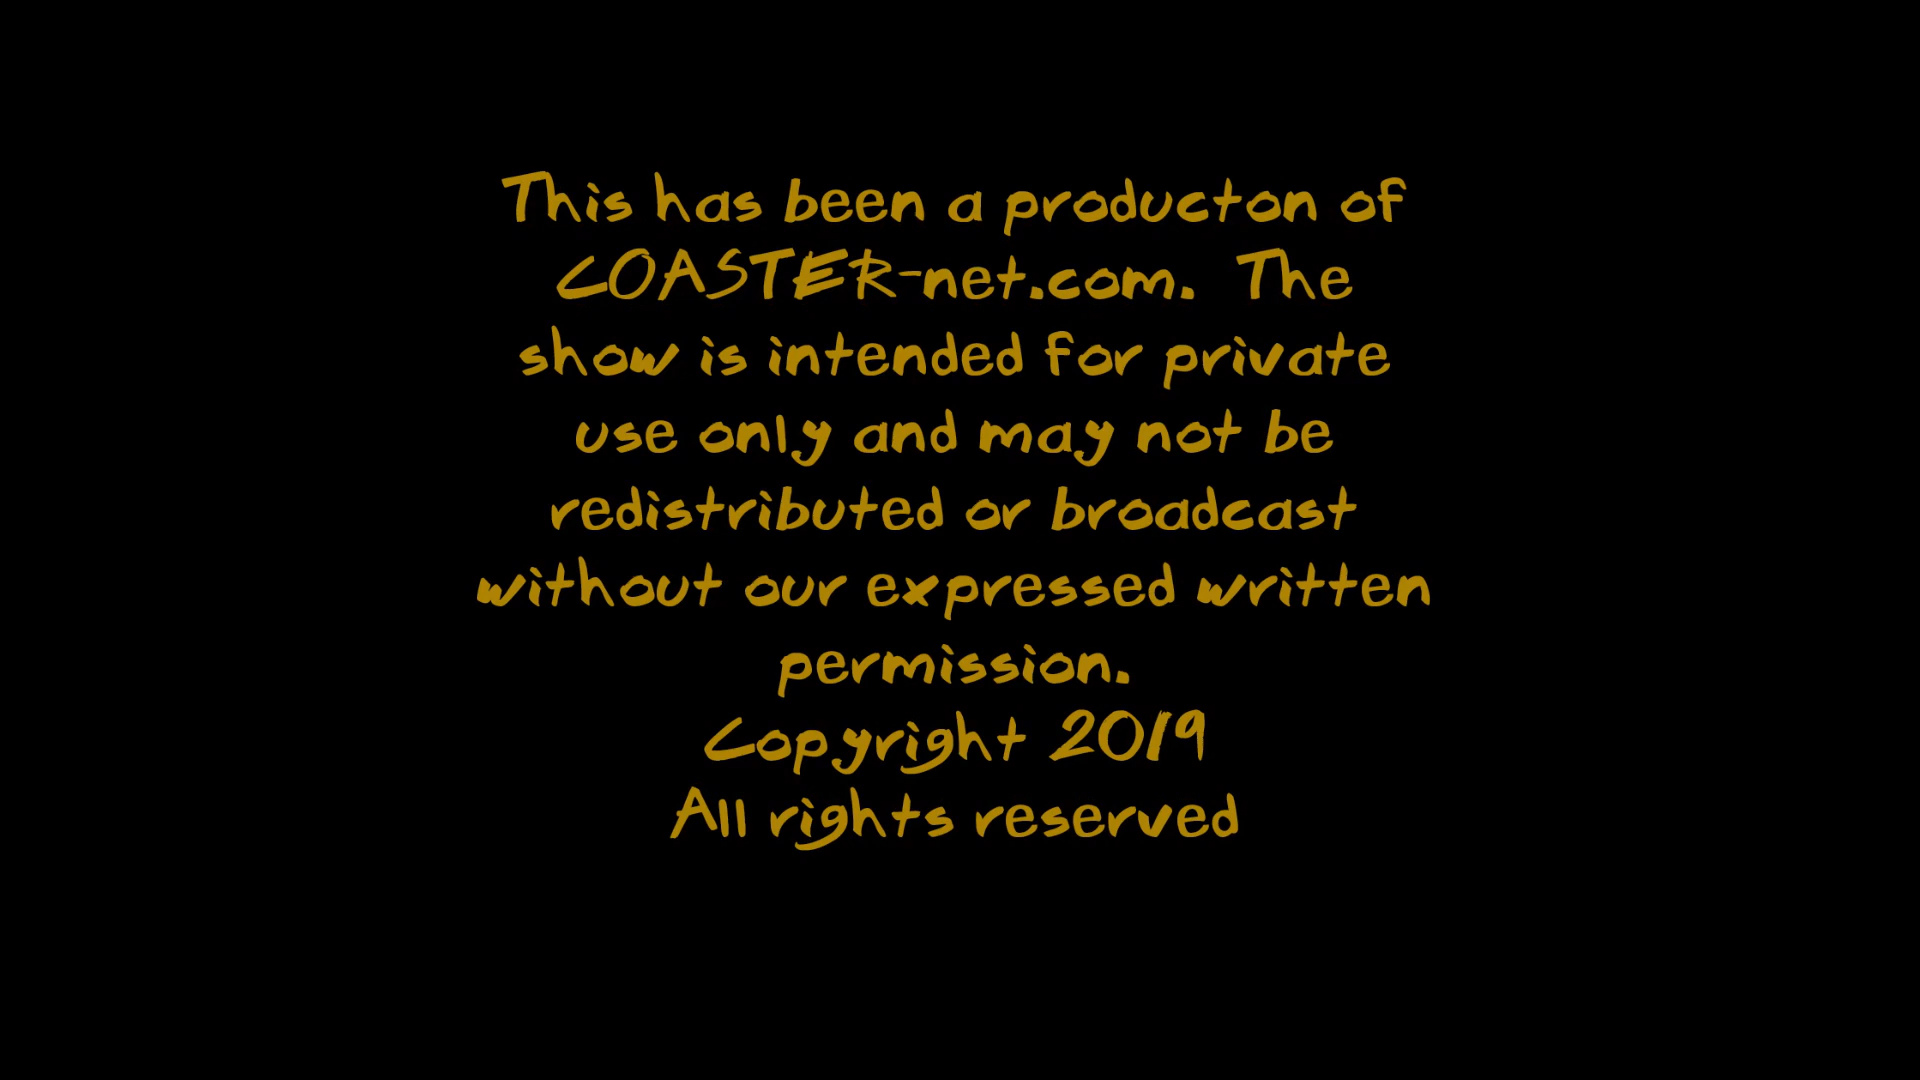 This has been a producton of
COASTER-net.com.  The
show is intended for private
use only and may not be
redistributed or broadcast
without our expressed written
permission.
Copyright 2019
All rights reserved